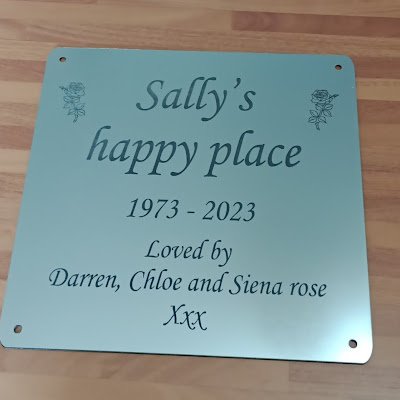 Sally's
happy place
1973 - 2023
Loved by
Darren, Chloe and Siena rose
Xxx